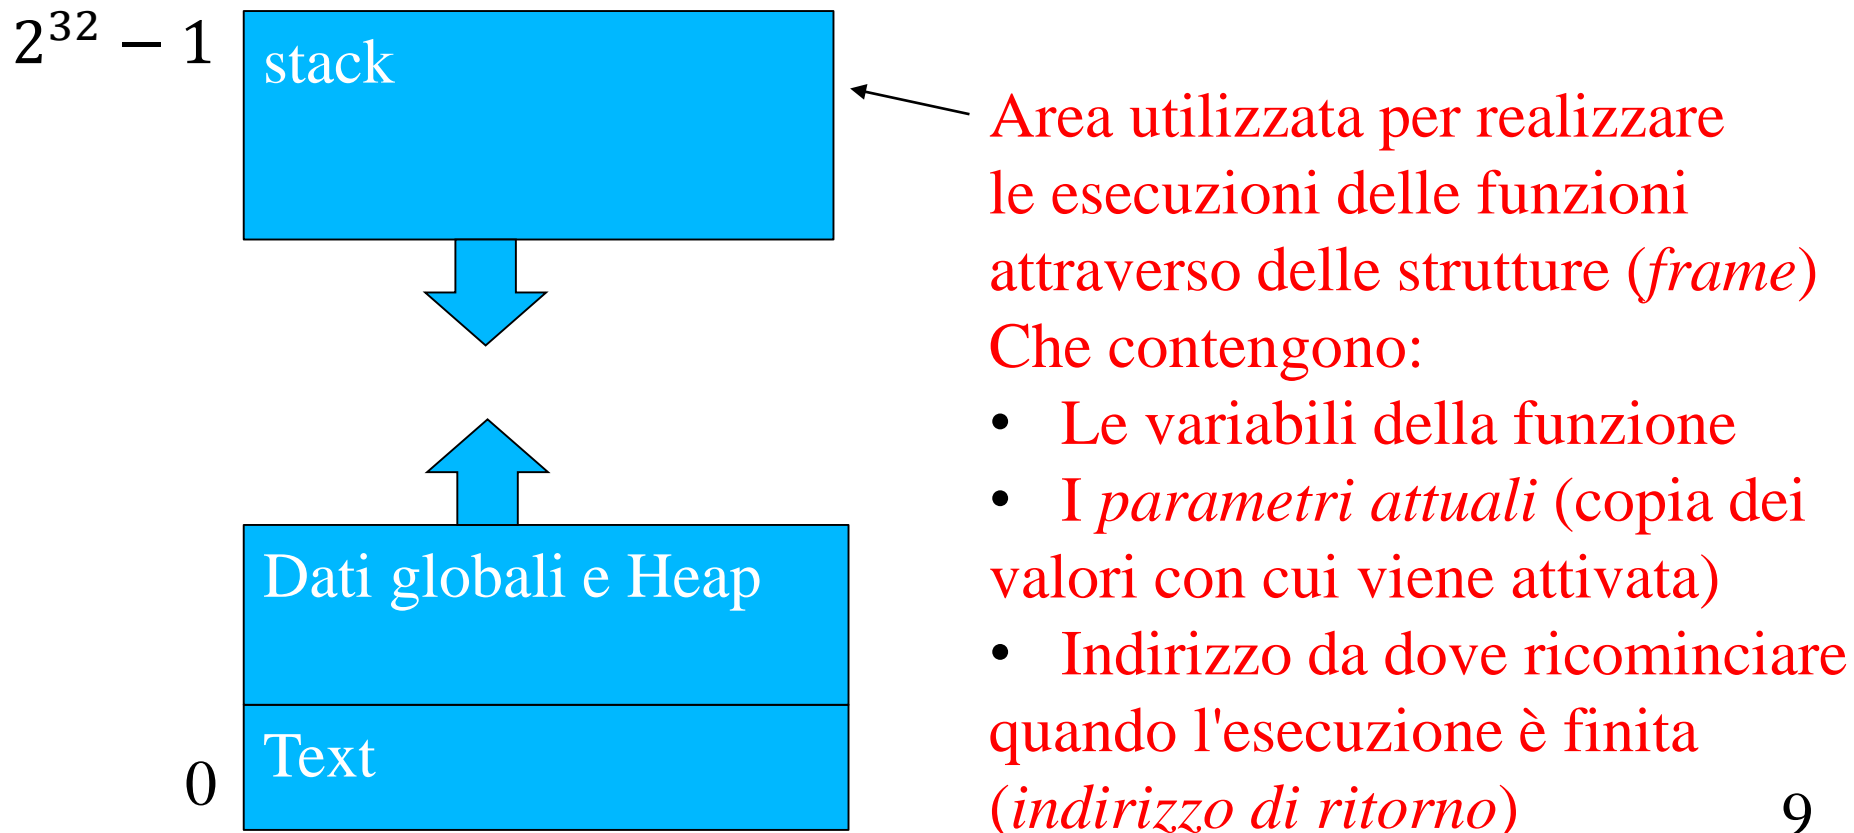 2³² − 1
stack
Area utilizzata per realizzare
le esecuzioni delle funzioni
attraverso delle strutture (frame)
Che contengono:
• Le variabili della funzione
• I parametri attuali (copia dei
valori con cui viene attivata)
• Indirizzo da dove ricominciare
quando l'esecuzione è finita
(indirizzo di ritorno)
Dati globali e Heap
Text
0
9